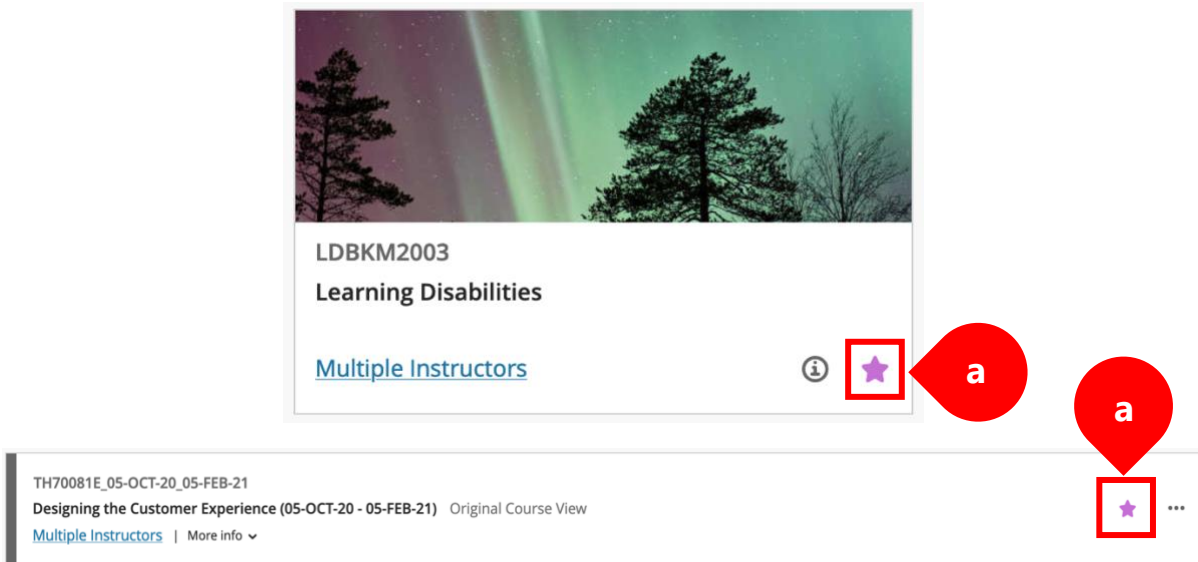 LDBKM2003
Learning Disabilities
Multiple Instructors
a
a
TH70081E_05-OCT-20_05-FEB-21
Designing the Customer Experience (05-OCT-20 - 05-FEB-21) Original Course View
Multiple Instructors | More info